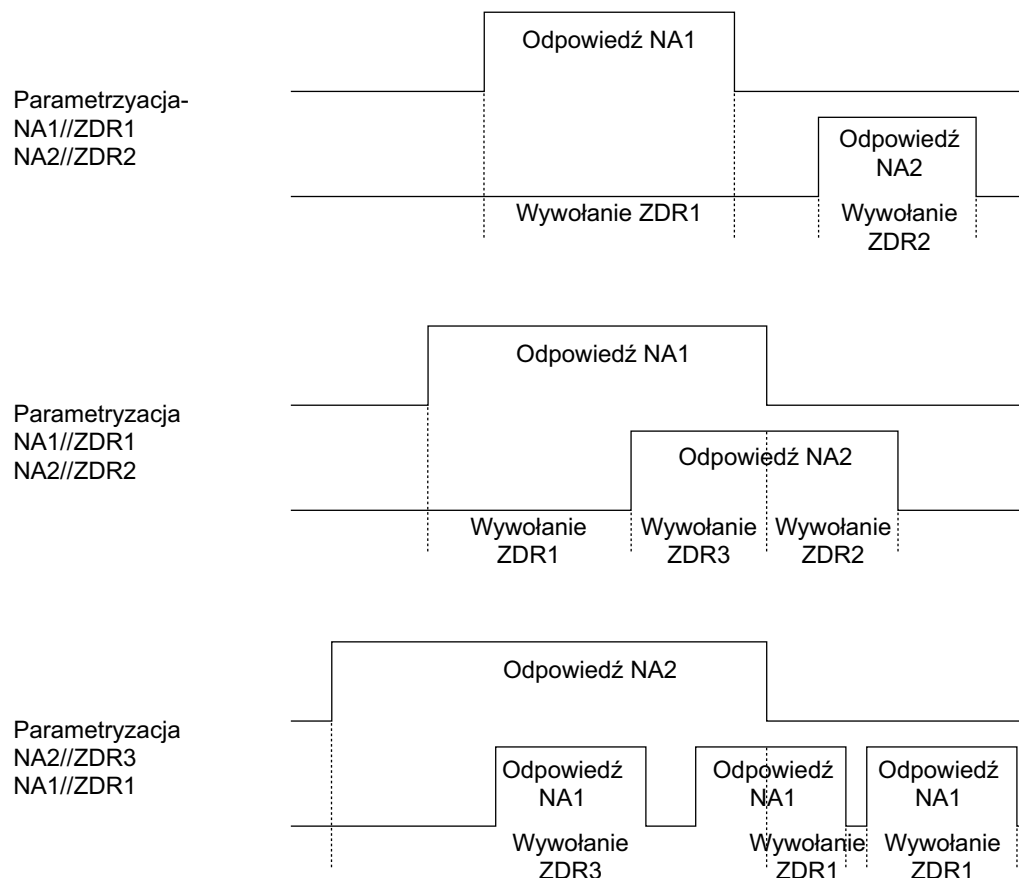 Odpowiedź NA1
Parametrzyacja-
NA1//ZDR1
NA2//ZDR2
Odpowiedź
NA2
Wywołanie ZDR1
Wywołanie
ZDR2
Odpowiedź NA1
Parametryzacja
NA1//ZDR1
NA2//ZDR2
Odpowiedź NA2
Wywołanie
ZDR1
Wywołanie
ZDR3
Wywołanie
ZDR2
Odpowiedź NA2
Parametryzacja
NA2//ZDR3
NA1//ZDR1
Odpowiedź
NA1
Odpowiedź
NA1
Odpowiedź
NA1
Wywołanie
ZDR3
Wywołanie
ZDR1
Wywołanie
ZDR1